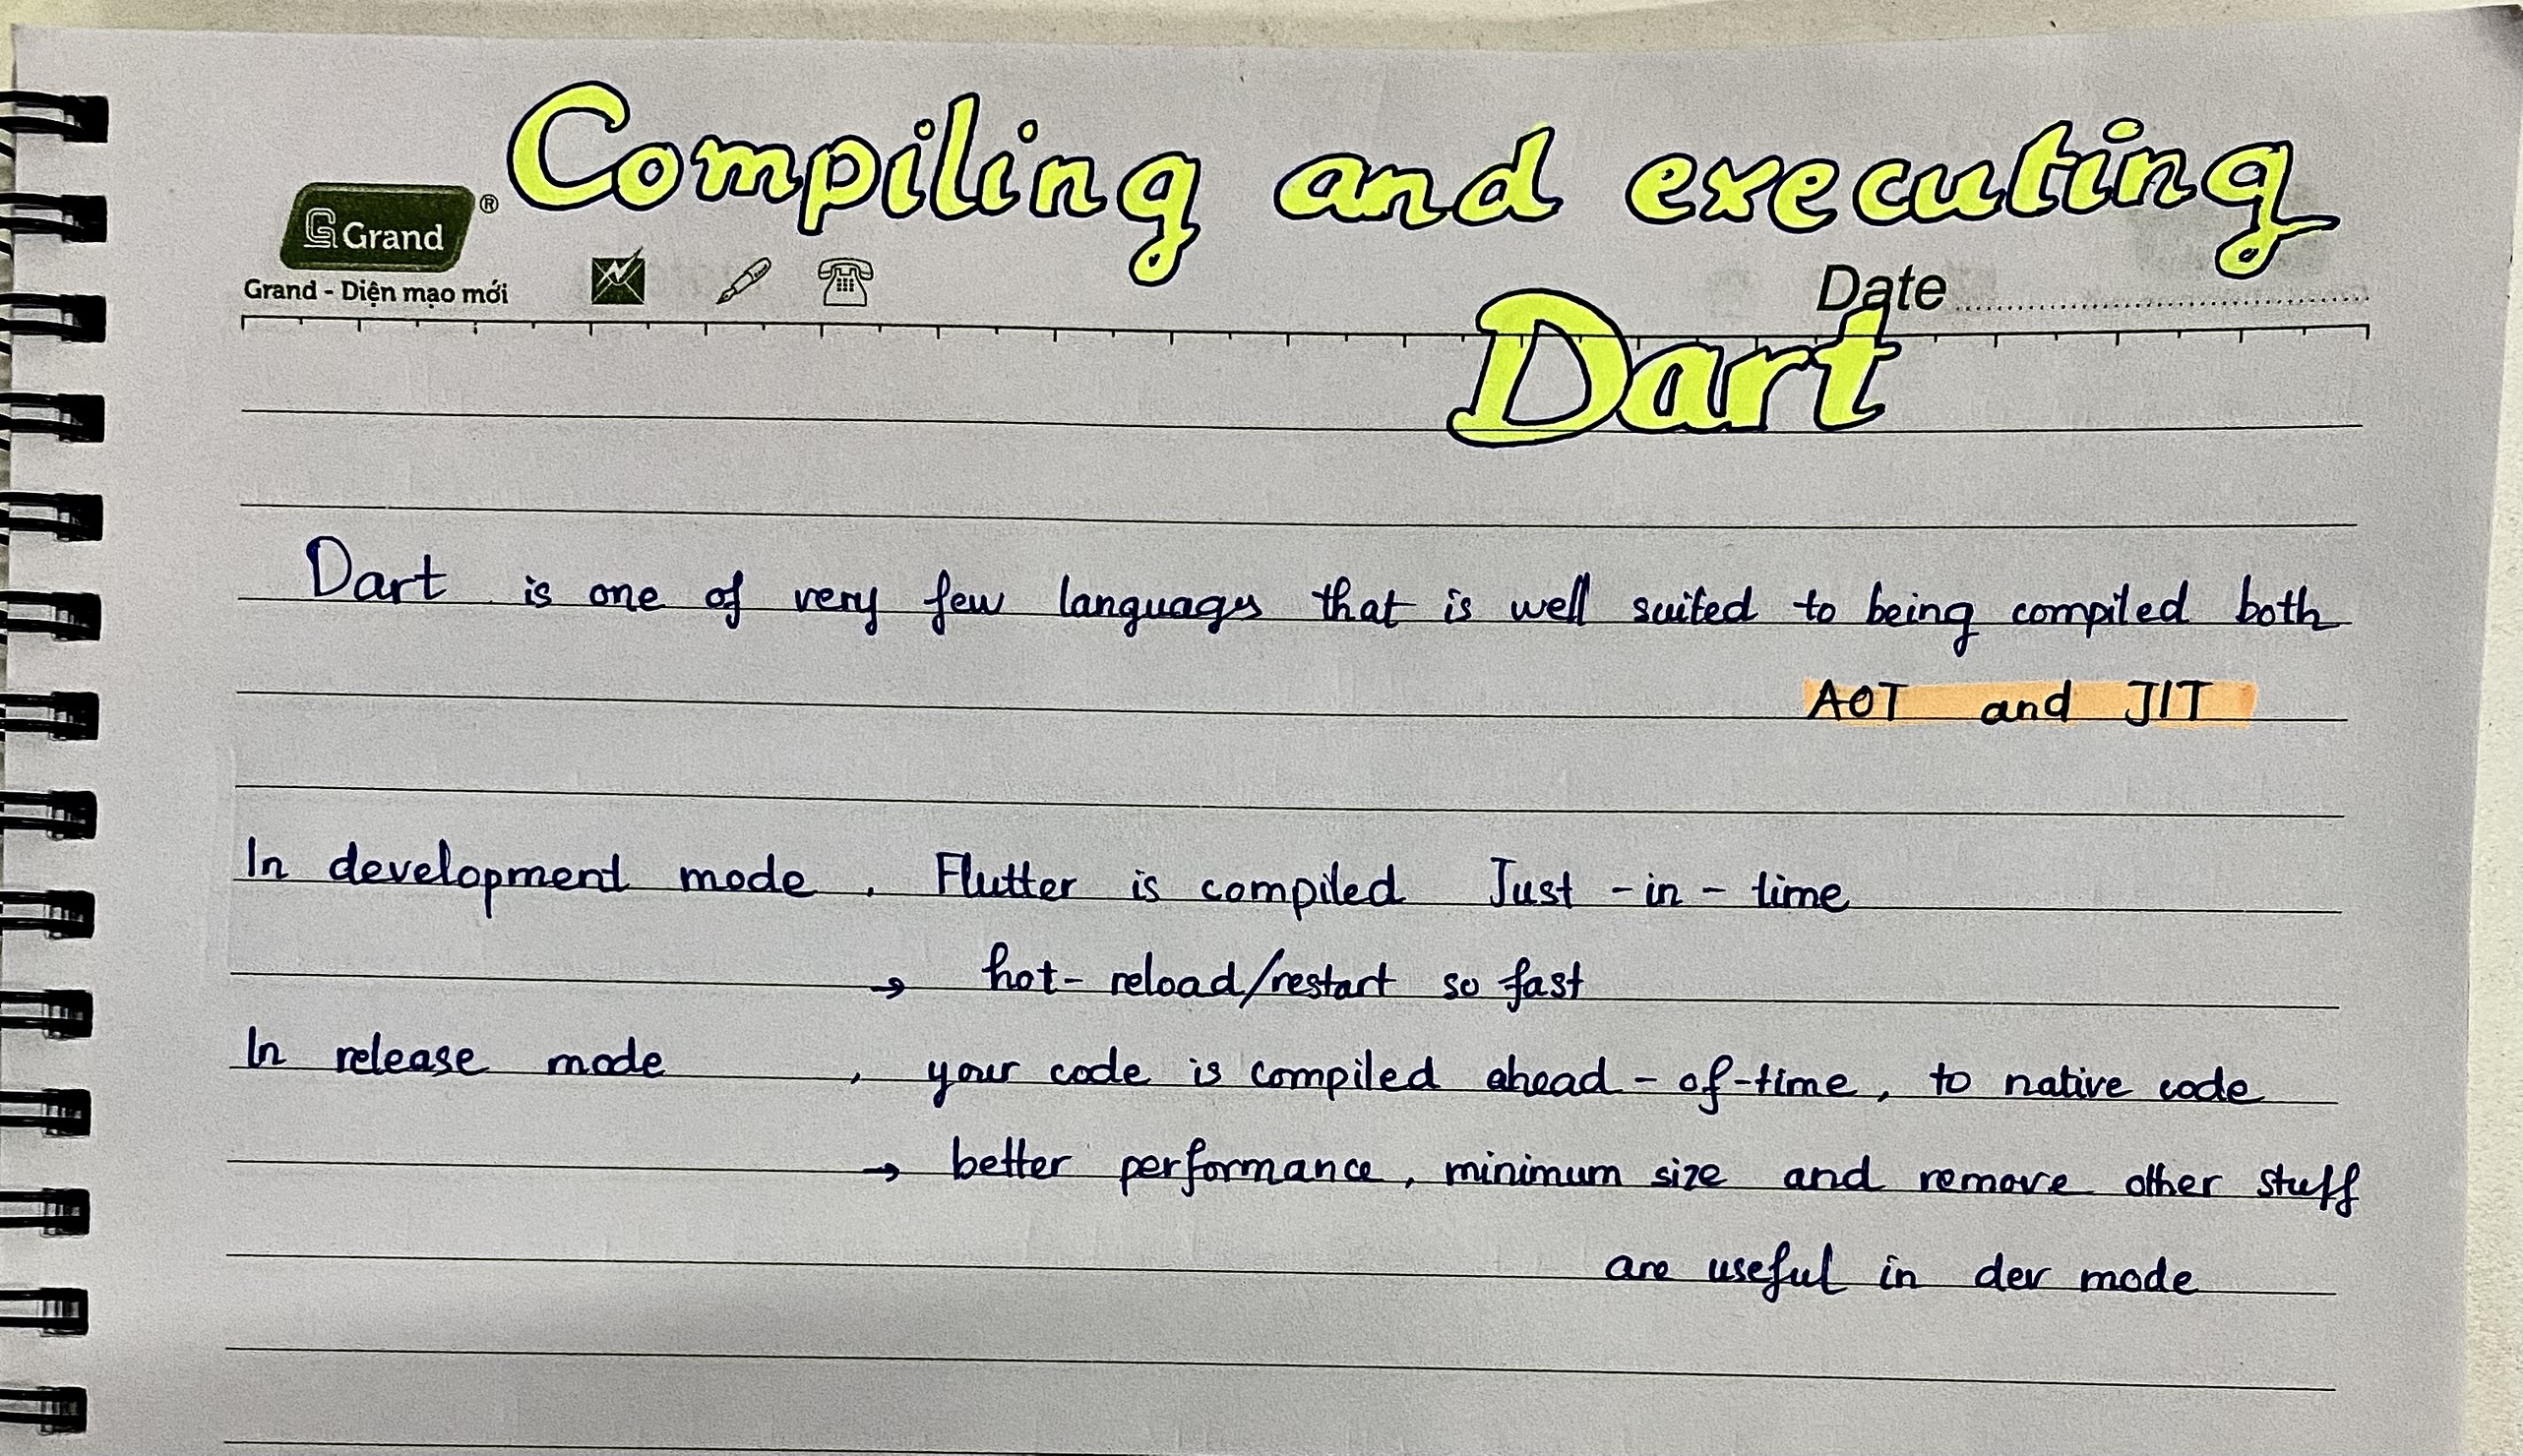 Compiling and executing
Grand®
Grand - Diện mạo mới
Date
Dart
Dart is one of very few languages that is well suited to being compiled both
AOT and JIT
In development mode, Flutter is compiled Just-in-time
→ hot-reload/restart so fast
In release mode, your code is compiled ahead-of-time, to native code
→ better performance, minimum size and remove other stuff
are useful in dev mode